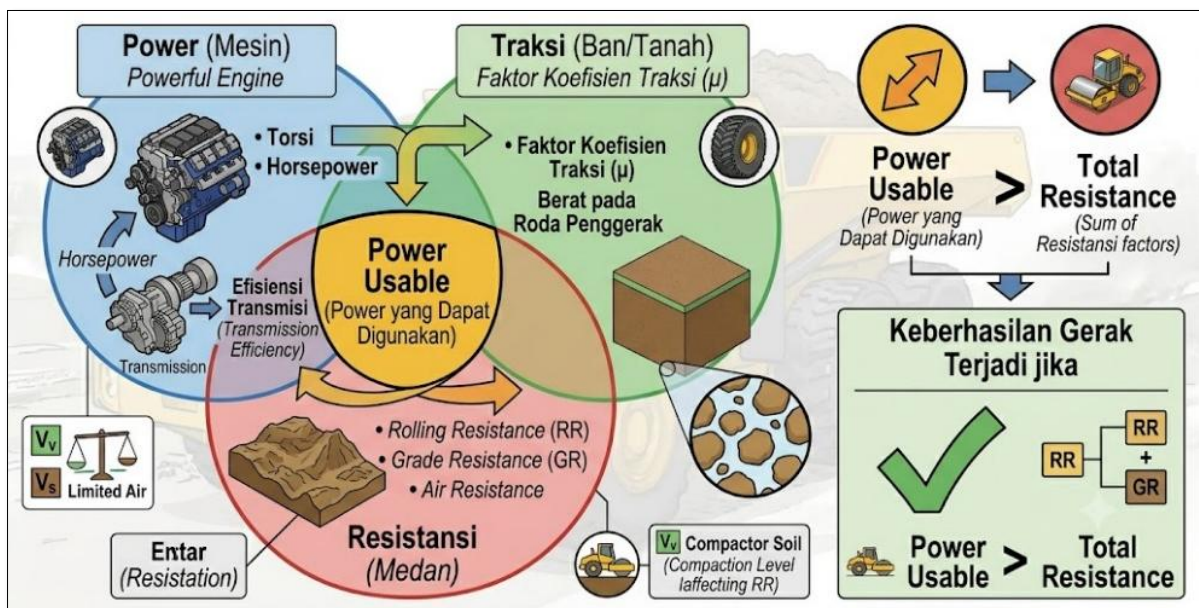 Power (Mesin)
Powerful Engine
• Torsi
• Horsepower
Horsepower
Transmission
Efisiensi
Transmisi
(Transmission
Efficiency)
Traksi (Ban/Tanah)
Faktor Koefisien Traksi (μ)
• Faktor Koefisien
Traksi (μ)
Berat pada
Roda Penggerak
Power
Usable
(Power yang Dapat
Digunakan)
• Rolling Resistance (RR)
• Grade Resistance (GR)
• Air Resistance
Resistansi
(Medan)
Vv
Vs
Limited Air
Entar
(Resistation)
Vv Compactor Soil
(Compaction Level
Iaffectiing RR)
Power
Usable
(Power yang
Dapat Digunakan)
>
Total
Resistance
(Sum of
Resistansi factors)
Keberhasilan Gerak
Terjadi jika
RR
RR
+
GR
Power
Usable
>
Total
Resistance